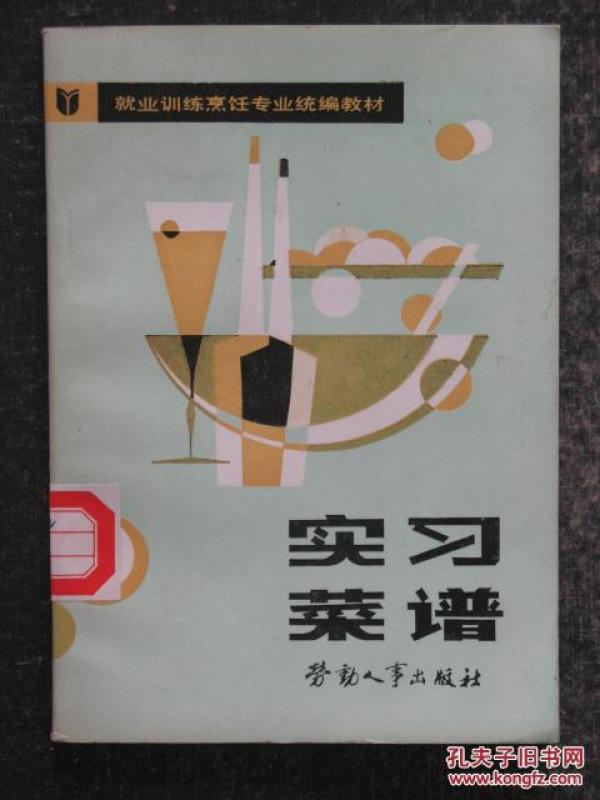 就业训练烹饪专业统编教材
实习
菜谱
劳動人事出版社
孔夫子旧书网
www.kongfz.com